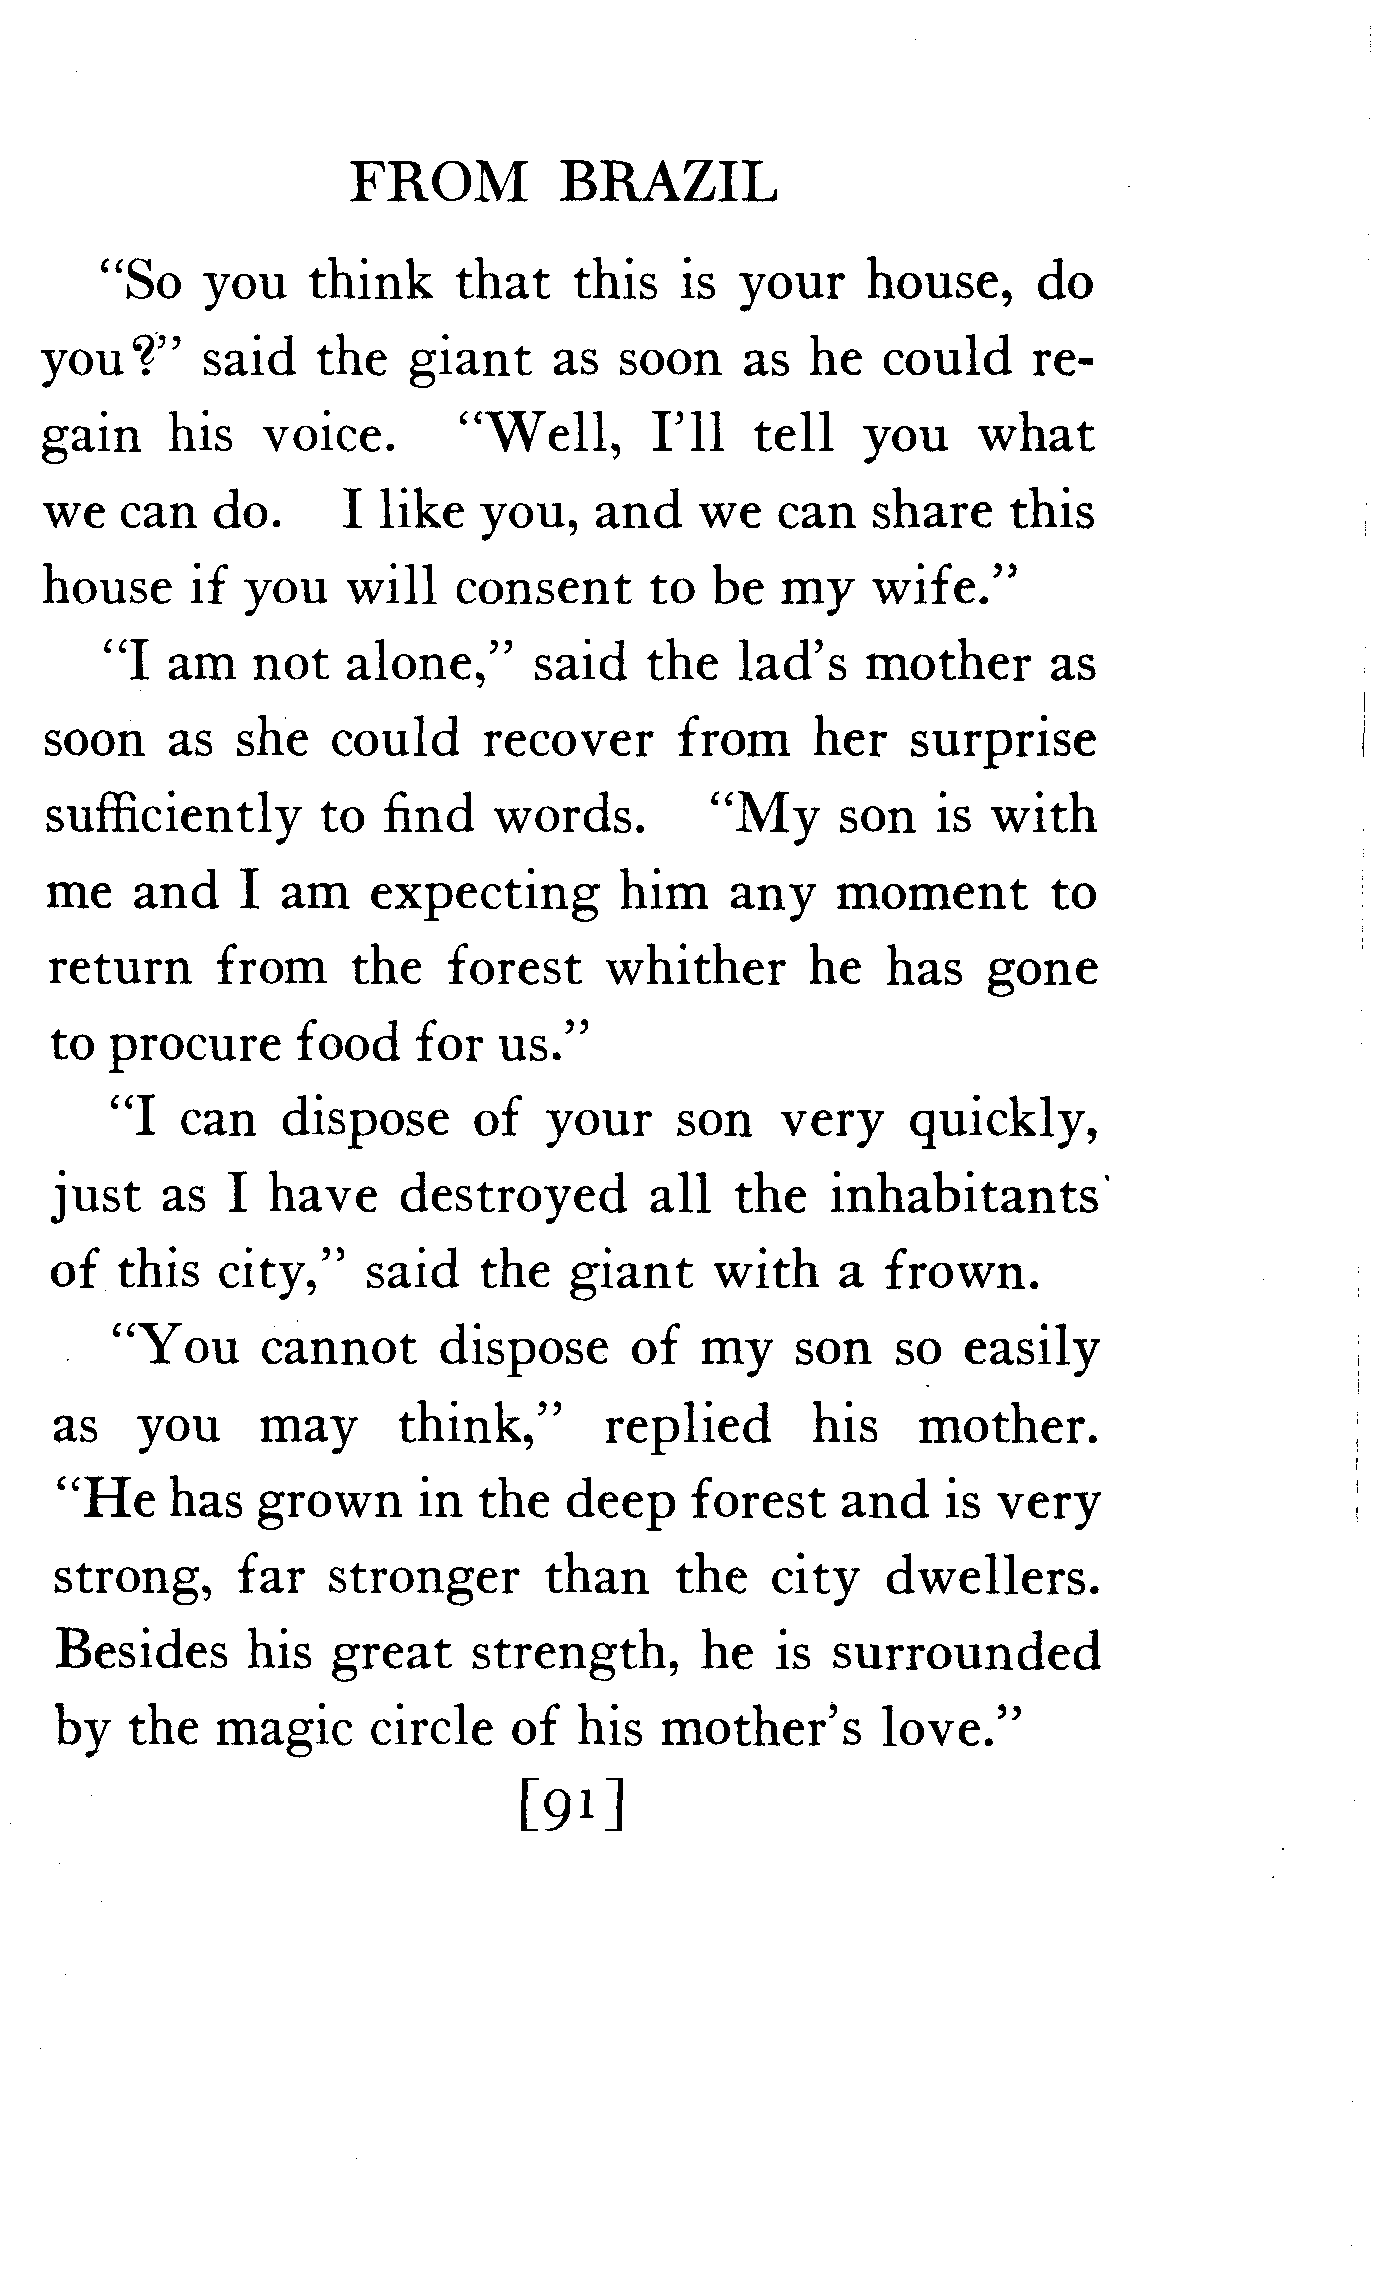 FROM BRAZIL
“So you think that this is your house, do
you?” said the giant as soon as he could re-
gain his voice. “Well, I’ll tell you what
we can do. I like you, and we can share this
house if you will consent to be my wife.”
“I am not alone,” said the lad’s mother as
soon as she could recover from her surprise
sufficiently to find words. “My son is with
me and I am expecting him any moment to
return from the forest whither he has gone
to procure food for us.”
“I can dispose of your son very quickly,
just as I have destroyed all the inhabitants
of this city,” said the giant with a frown.
“You cannot dispose of my son so easily
as you may think,” replied his mother.
“He has grown in the deep forest and is very
strong, far stronger than the city dwellers.
Besides his great strength, he is surrounded
by the magic circle of his mother’s love.”
[91]